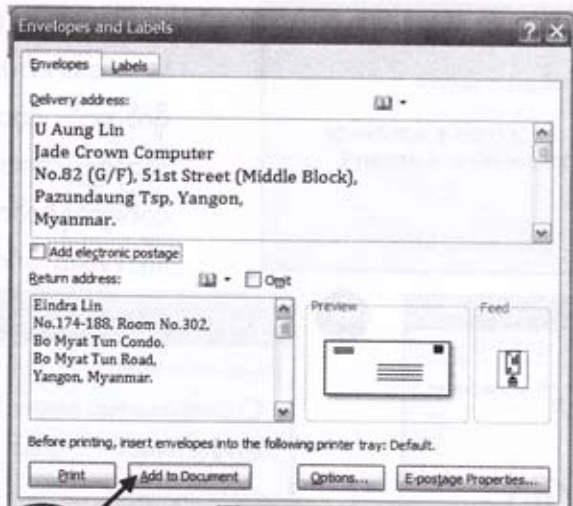 Envelopes and Labels
Envelopes Labels
Delivery address:
U Aung Lin
Jade Crown Computer
No.82 (G/F), 51st Street (Middle Block),
Pazundaung Tsp, Yangon,
Myanmar.
Add electronic postage
Return address: Omit
Eindra Lin
No.174-188, Room No.302,
Bo Myat Tun Condo,
Bo Myat Tun Road,
Yangon, Myanmar.
Preview
Feed
Before printing, insert envelopes into the following printer tray: Default.
Print Add to Document Options... E-postage Properties...